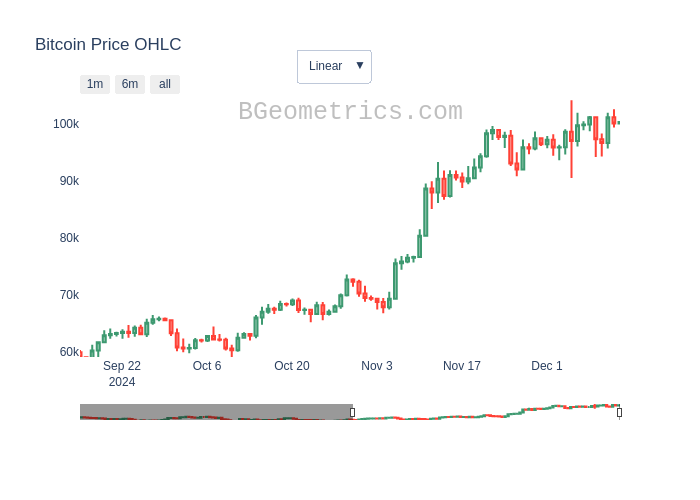 Bitcoin Price OHLC
Linear ▼
1m 6m all
BGeometrics.com
100k
90k
80k
70k
60k
Sep 22 Oct 6 Oct 20 Nov 3 Nov 17 Dec 1
2024